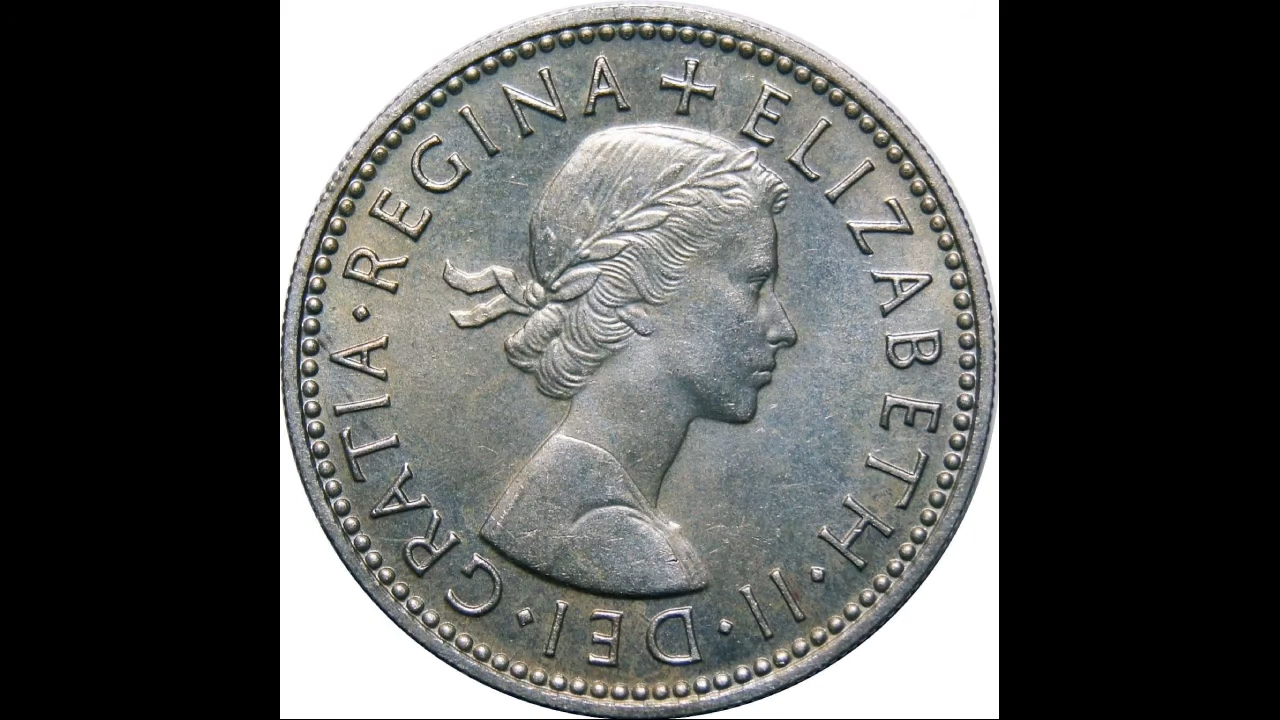 + ELIZABETH · II · DEI · GRATIA · REGINA